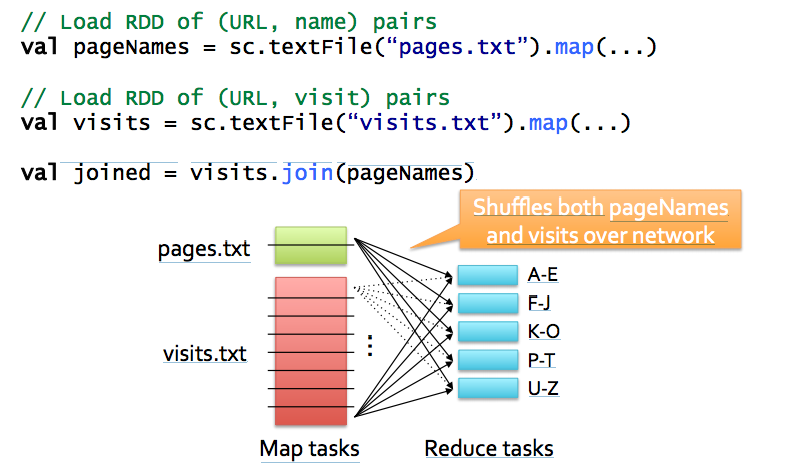 // Load RDD of (URL, name) pairs
val pageNames = sc.textFile(“pages.txt”).map(...)
// Load RDD of (URL, visit) pairs
val visits = sc.textFile(“visits.txt”).map(...)
val joined = visits.join(pageNames)
Shuffles both pageNames
and visits over network
pages.txt
visits.txt
⋮
A-E
F-J
K-O
P-T
U-Z
Map tasks
Reduce tasks